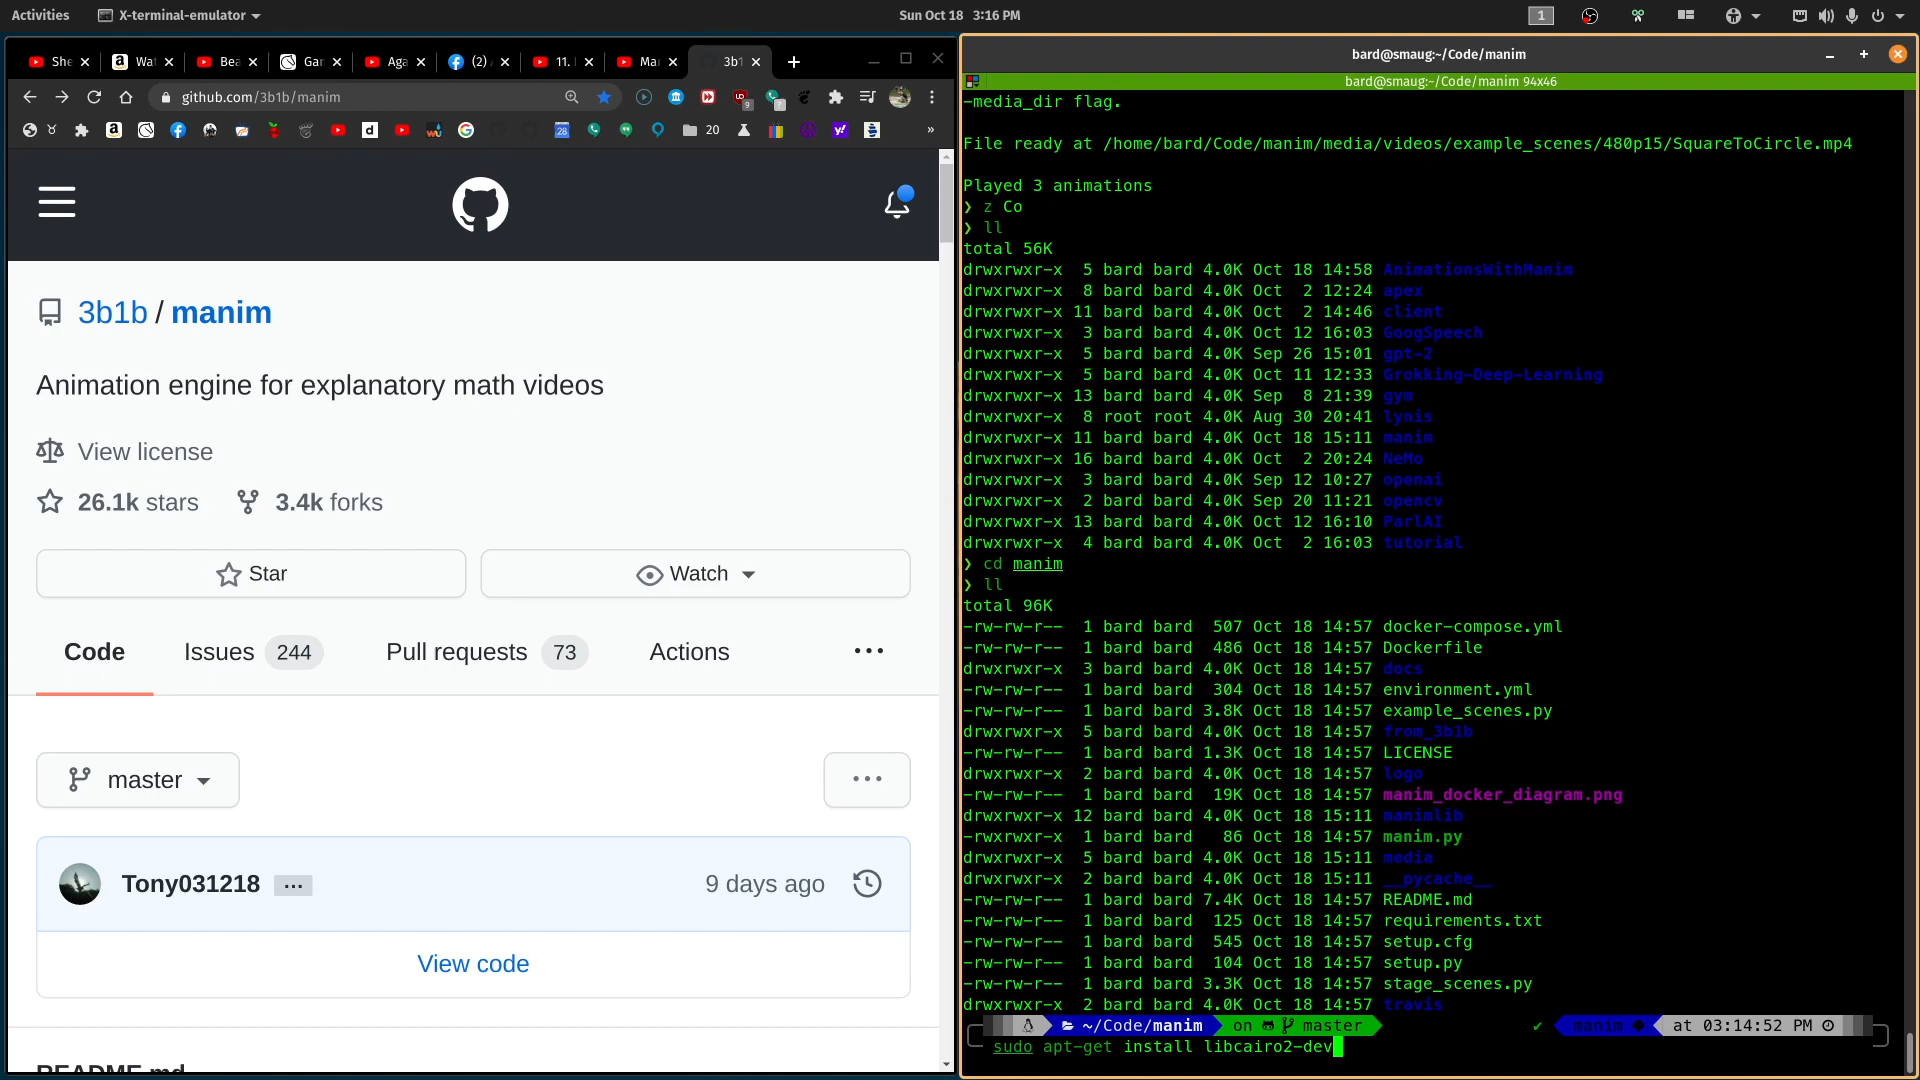 Activities
X-terminal-emulator
Sun Oct 18 3:16 PM
1
She
Wat
Bea
Gar
Aga
(2)
11. I
Mar
3b1
github.com/3b1b/manim
9
?
28
20
»
3b1b / manim
Animation engine for explanatory math videos
View license
26.1k stars
3.4k forks
Star
Watch
Code
Issues 244
Pull requests 73
Actions
master
Tony031218
9 days ago
View code
README.md
bard@smaug:~/Code/manim
bard@smaug:~/Code/manim 94x46
-media_dir flag.
File ready at /home/bard/Code/manim/media/videos/example_scenes/480p15/SquareToCircle.mp4
Played 3 animations
❯ z Co
❯ ll
total 56K
drwxrwxr-x  5 bard bard 4.0K Oct 18 14:58 AnimationsWithManim
drwxrwxr-x  8 bard bard 4.0K Oct  2 12:24 apex
drwxrwxr-x 11 bard bard 4.0K Oct  2 14:46 client
drwxrwxr-x  3 bard bard 4.0K Oct 12 16:03 GoogSpeech
drwxrwxr-x  5 bard bard 4.0K Sep 26 15:01 gpt-2
drwxrwxr-x  5 bard bard 4.0K Oct 11 12:33 Grokking-Deep-Learning
drwxrwxr-x 13 bard bard 4.0K Sep  8 21:39 gym
drwxrwxr-x  8 root root 4.0K Aug 30 20:41 lynis
drwxrwxr-x 11 bard bard 4.0K Oct 18 15:11 manim
drwxrwxr-x 16 bard bard 4.0K Oct  2 20:24 NeMo
drwxrwxr-x  3 bard bard 4.0K Sep 12 10:27 openai
drwxrwxr-x  2 bard bard 4.0K Sep 20 11:21 opencv
drwxrwxr-x 13 bard bard 4.0K Oct 12 16:10 ParlAI
drwxrwxr-x  4 bard bard 4.0K Oct  2 16:03 tutorial
❯ cd manim
❯ ll
total 96K
-rw-rw-r--  1 bard bard  507 Oct 18 14:57 docker-compose.yml
-rw-rw-r--  1 bard bard  486 Oct 18 14:57 Dockerfile
drwxrwxr-x  3 bard bard 4.0K Oct 18 14:57 docs
-rw-rw-r--  1 bard bard  304 Oct 18 14:57 environment.yml
-rw-rw-r--  1 bard bard 3.8K Oct 18 14:57 example_scenes.py
drwxrwxr-x  5 bard bard 4.0K Oct 18 14:57 from_3b1b
-rw-rw-r--  1 bard bard 1.3K Oct 18 14:57 LICENSE
drwxrwxr-x  2 bard bard 4.0K Oct 18 14:57 logo
-rw-rw-r--  1 bard bard  19K Oct 18 14:57 manim_docker_diagram.png
drwxrwxr-x 12 bard bard 4.0K Oct 18 15:11 manimlib
-rwxrwxr-x  1 bard bard   86 Oct 18 14:57 manim.py
drwxrwxr-x  5 bard bard 4.0K Oct 18 15:11 media
drwxrwxr-x  2 bard bard 4.0K Oct 18 15:11 __pycache__
-rw-rw-r--  1 bard bard 7.4K Oct 18 14:57 README.md
-rw-rw-r--  1 bard bard  125 Oct 18 14:57 requirements.txt
-rw-rw-r--  1 bard bard  545 Oct 18 14:57 setup.cfg
-rw-rw-r--  1 bard bard  104 Oct 18 14:57 setup.py
-rw-rw-r--  1 bard bard 3.3K Oct 18 14:57 stage_scenes.py
drwxrwxr-x  2 bard bard 4.0K Oct 18 14:57 travis
~/Code/manim on master ✔ manim at 03:14:52 PM
sudo apt-get install libcairo2-dev